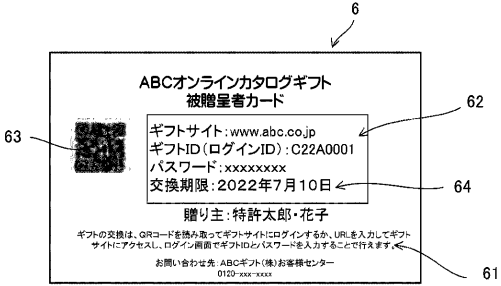 6
ABCオンラインカタログギフト
被贈呈者カード
62
63
ギフトサイト:www.abc.co.jp
ギフトID(ログインID):C22A0001
パスワード:xxxxxxxx
交換期限:2022年7月10日
64
贈り主:特許太郎・花子
ギフトの交換は、QRコードを読み取ってギフトサイトにログインするか、URLを入力してギフト
サイトにアクセスし、ログイン画面でギフトIDとパスワードを入力することで行えます。
61
お問い合わせ先:ABCギフト(株)お客様センター
0120-xxx-xxxx